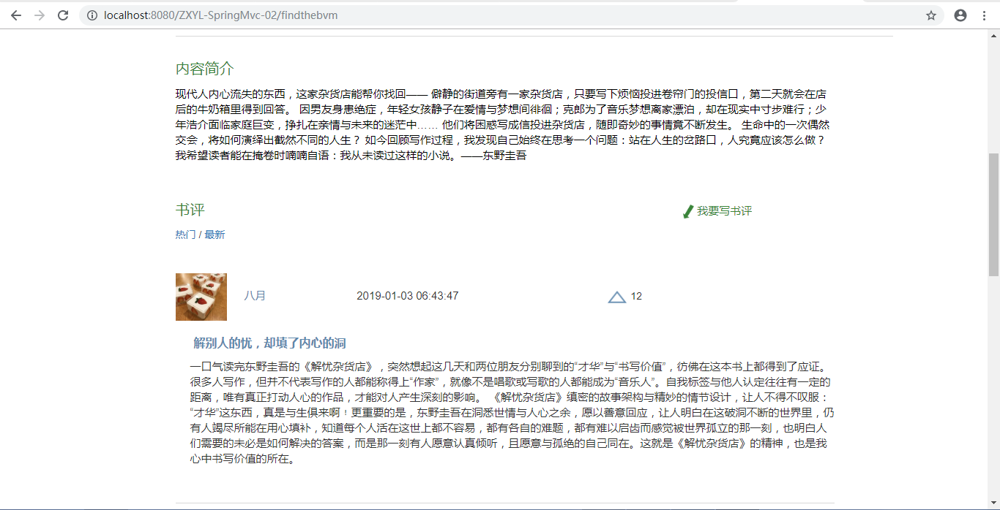 localhost:8080/ZXYL-SpringMvc-02/findthebvm
内容简介
现代人内心流失的东西，这家杂货店能帮你找回—— 僻静的街道旁有一家杂货店，只要写下烦恼投进卷帘门的投信口，第二天就会在店
后的牛奶箱里得到回答。 因男友身患绝症，年轻女孩静子在爱情与梦想间徘徊；克郎为了音乐梦想离家漂泊，却在现实中寸步难行；少
年浩介面临家庭巨变，挣扎在亲情与未来的迷茫中…… 他们将困惑写成信投进杂货店，随即奇妙的事情竟不断发生。 生命中的一次偶然
交会，将如何演绎出截然不同的人生？ 如今回顾写作过程，我发现自己始终在思考一个问题：站在人生的岔路口，人究竟应该怎么做？
我希望读者能在掩卷时喃喃自语：我从未读过这样的小说。——东野圭吾
书评 我要写书评
热门 / 最新
八月 2019-01-03 06:43:47 12
解别人的忧，却填了内心的洞
一口气读完东野圭吾的《解忧杂货店》，突然想起这几天和两位朋友分别聊到的“才华”与“书写价值”，彷佛在这本书上都得到了应证。
很多人写作，但并不代表写作的人都能称得上“作家”，就像不是唱歌或写歌的人都能成为“音乐人”。自我标签与他人认定往往有一定的
距离，唯有真正打动人心的作品，才能对人产生深刻的影响。 《解忧杂货店》缜密的故事架构与精妙的情节设计，让人不得不叹服：
“才华”这东西，真是与生俱来啊！更重要的是，东野圭吾在洞悉世情与人心之余，愿以善意回应，让人明白在这破洞不断的世界里，仍
有人竭尽所能在用心填补，知道每个人活在这世上都不容易，都有各自的难题，都有难以启齿而感觉被世界孤立的那一刻，也明白人
们需要的未必是如何解决的答案，而是那一刻有人愿意认真倾听，且愿意与孤绝的自己同在。这就是《解忧杂货店》的精神，也是我
心中书写价值的所在。